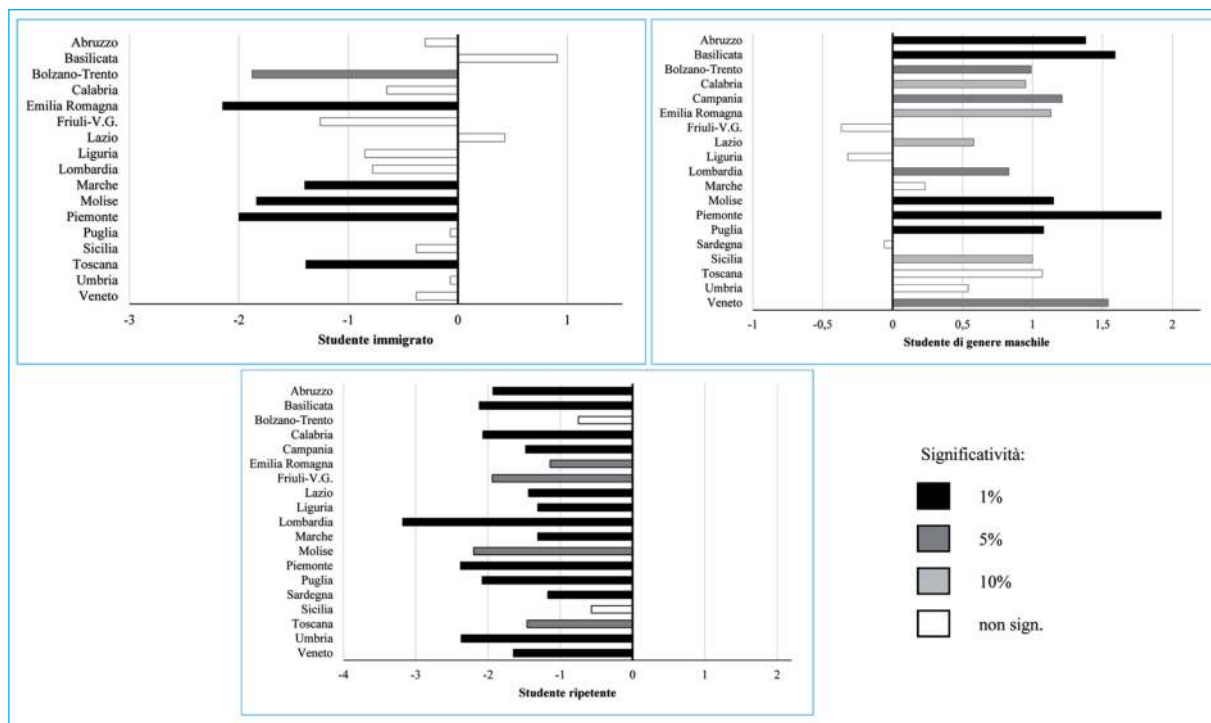 Abruzzo
Basilicata
Bolzano-Trento
Calabria
Emilia Romagna
Friuli-V.G.
Lazio
Liguria
Lombardia
Marche
Molise
Piemonte
Puglia
Sicilia
Toscana
Umbria
Veneto
-3 -2 -1 0 1
Studente immigrato
Abruzzo
Basilicata
Bolzano-Trento
Calabria
Campania
Emilia Romagna
Friuli-V.G.
Lazio
Liguria
Lombardia
Marche
Molise
Piemonte
Puglia
Sardegna
Sicilia
Toscana
Umbria
Veneto
-1 -0,5 0 0,5 1 1,5 2
Studente di genere maschile
Abruzzo
Basilicata
Bolzano-Trento
Calabria
Campania
Emilia Romagna
Friuli-V.G.
Lazio
Liguria
Lombardia
Marche
Molise
Piemonte
Puglia
Sardegna
Sicilia
Toscana
Umbria
Veneto
-4 -3 -2 -1 0 1 2
Studente ripetente
Significatività:
1%
5%
10%
non sign.